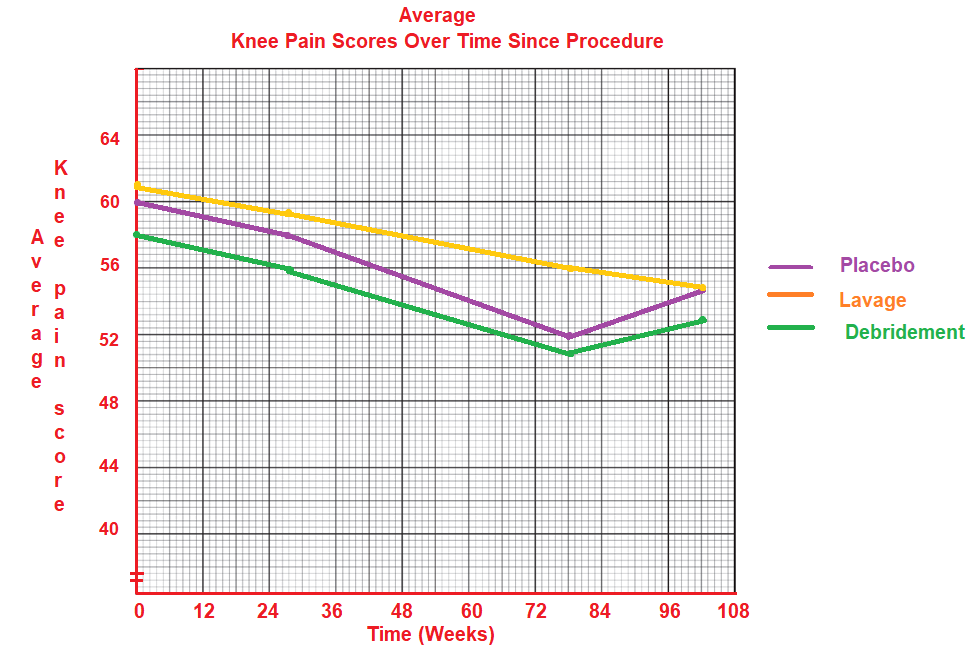 Average
Knee Pain Scores Over Time Since Procedure
64
60
56
52
48
44
40
Average
Knee pain score
0 12 24 36 48 60 72 84 96 108
Time (Weeks)
Placebo
Lavage
Debridement